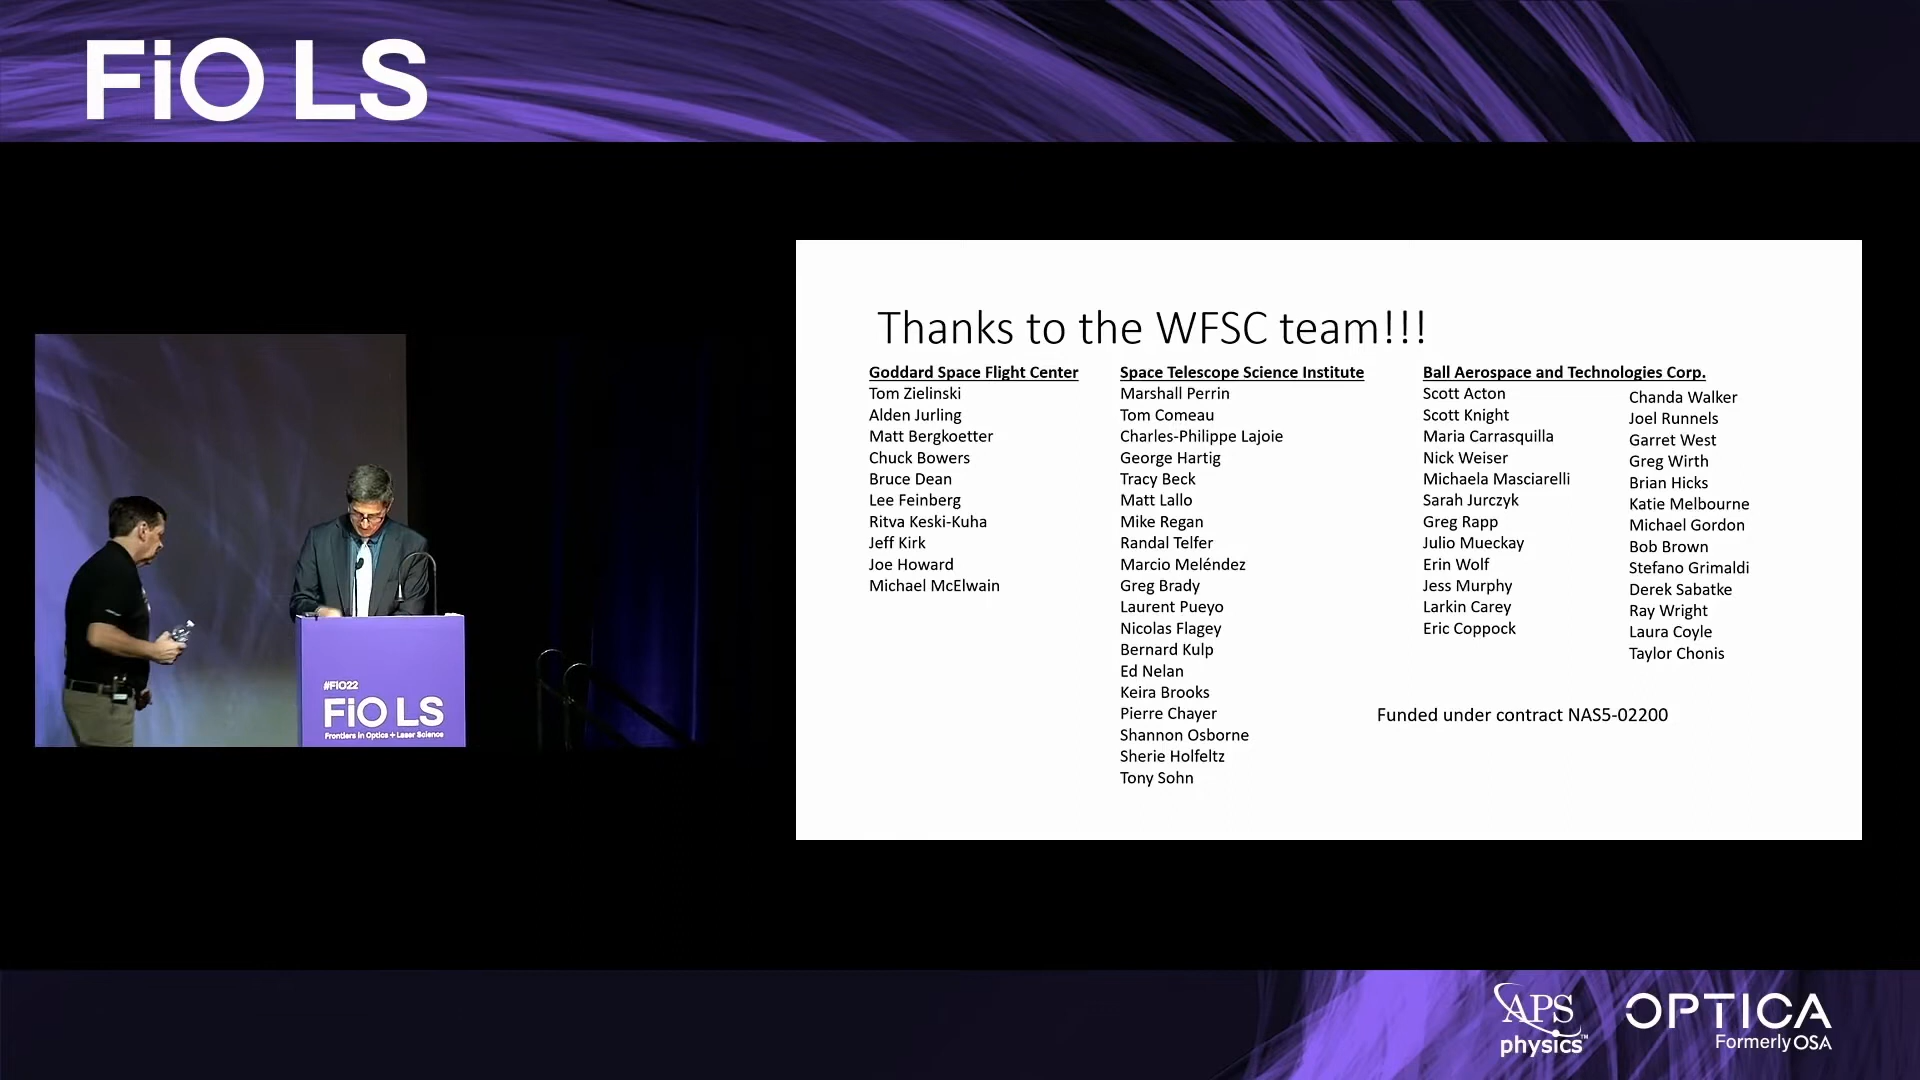 FiO LS
Thanks to the WFSC team!!!
Goddard Space Flight Center
Tom Zielinski
Alden Jurling
Matt Bergkoetter
Chuck Bowers
Bruce Dean
Lee Feinberg
Ritva Keski-Kuha
Jeff Kirk
Joe Howard
Michael McElwain
Space Telescope Science Institute
Marshall Perrin
Tom Comeau
Charles-Philippe Lajoie
George Hartig
Tracy Beck
Matt Lallo
Mike Regan
Randal Telfer
Marcio Meléndez
Greg Brady
Laurent Pueyo
Nicolas Flagey
Bernard Kulp
Ed Nelan
Keira Brooks
Pierre Chayer
Shannon Osborne
Sherie Holfeltz
Tony Sohn
Ball Aerospace and Technologies Corp.
Scott Acton
Scott Knight
Maria Carrasquilla
Nick Weiser
Michaela Masciarelli
Sarah Jurczyk
Greg Rapp
Julio Mueckay
Erin Wolf
Jess Murphy
Larkin Carey
Eric Coppock
Chanda Walker
Joel Runnels
Garret West
Greg Wirth
Brian Hicks
Katie Melbourne
Michael Gordon
Bob Brown
Stefano Grimaldi
Derek Sabatke
Ray Wright
Laura Coyle
Taylor Chonis
Funded under contract NAS5-02200
#FIO22
FiO LS
Frontiers in Optics + Laser Science
APS
physics™
OPTICA
Formerly OSA